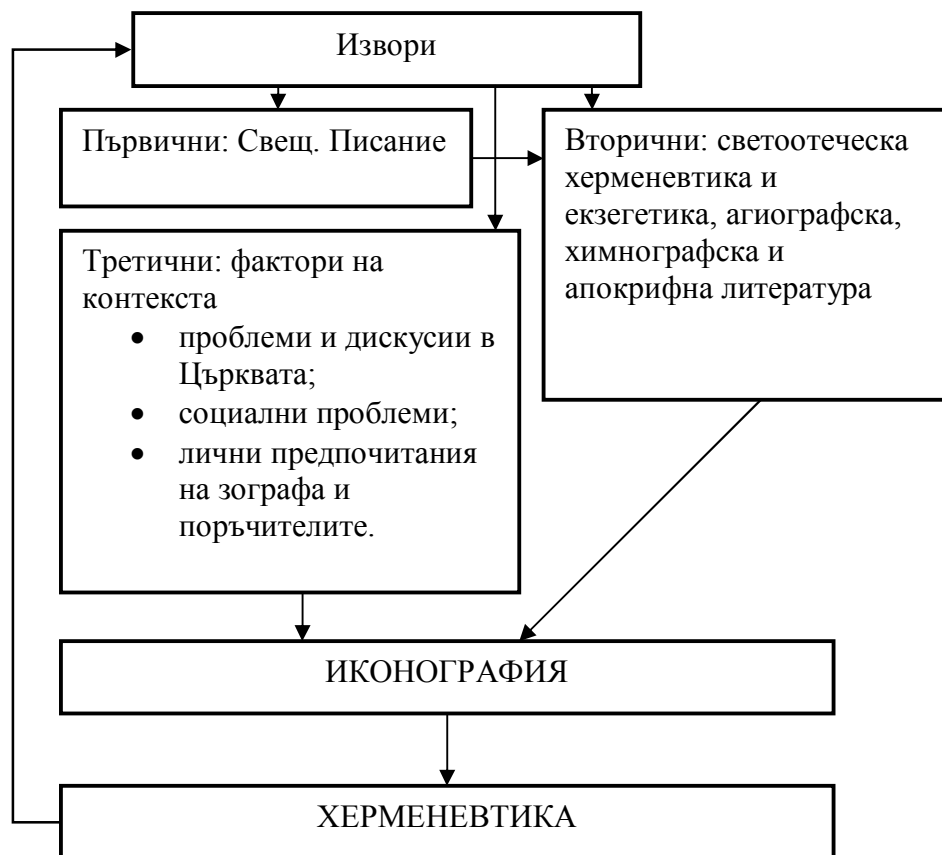 Извори
Първични: Свещ. Писание
Вторични: светоотеческа
херменевтика и
екзегетика, агиографска,
химнографска и
апокрифна литература
Третични: фактори на
контекста
• проблеми и дискусии в
Църквата;
• социални проблеми;
• лични предпочитания
на зографа и
поръчителите.
ИКОНОГРАФИЯ
ХЕРМЕНЕВТИКА